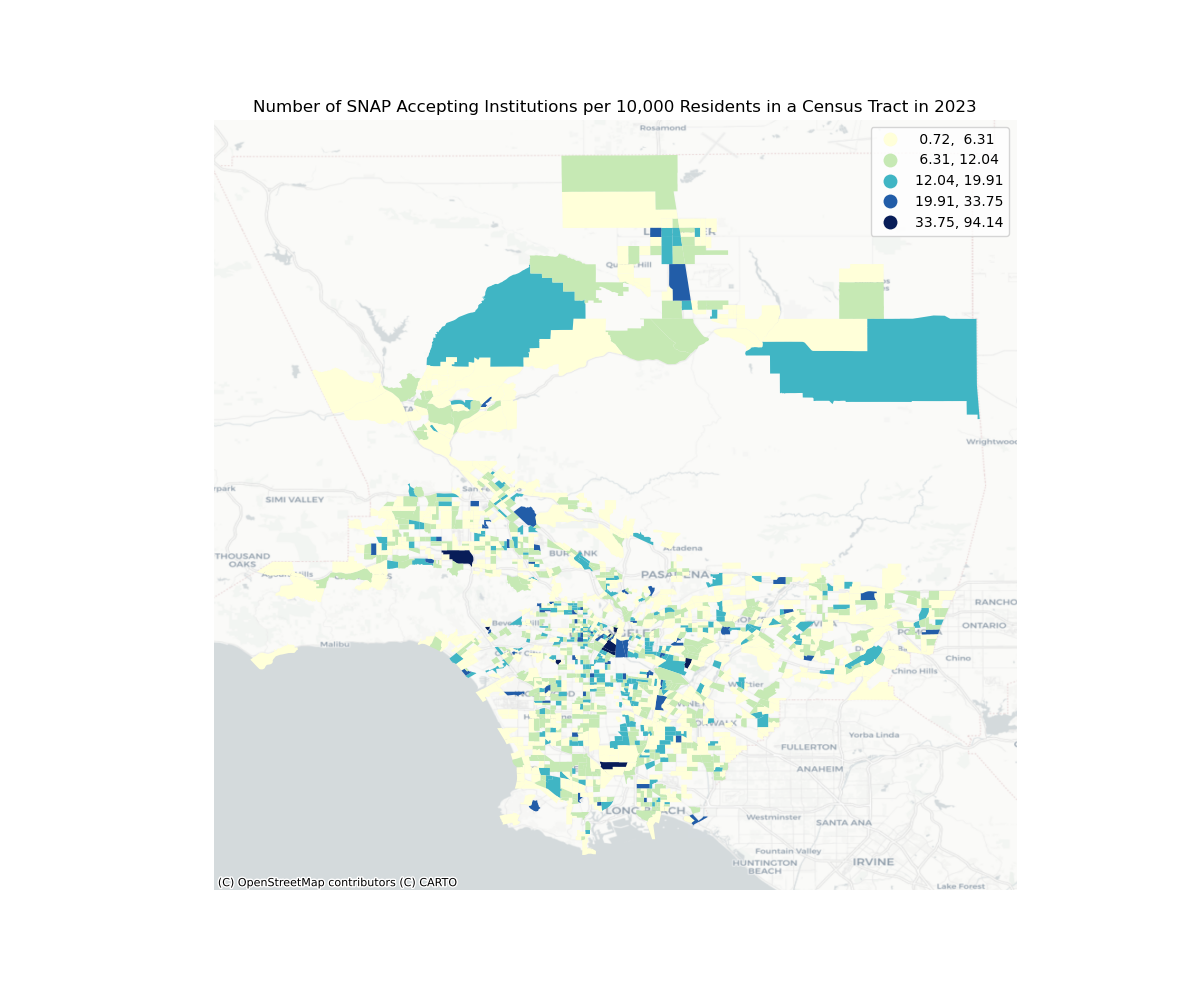 Number of SNAP Accepting Institutions per 10,000 Residents in a Census Tract in 2023
Rosamond
0.72, 6.31
6.31, 12.04
12.04, 19.91
19.91, 33.75
33.75, 94.14
Hill
Wrightwood
SIMI VALLEY
THOUSAND
OAKS
BURBANK
Altadena
PASADENA
RANCHO
ONTARIO
Malibu
Chino
Chino Hills
Yorba Linda
FULLERTON
ANAHEIM
LONG BEACH
Westminster
SANTA ANA
Fountain Valley
HUNTINGTON
BEACH
IRVINE
Lake Forest
(C) OpenStreetMap contributors (C) CARTO